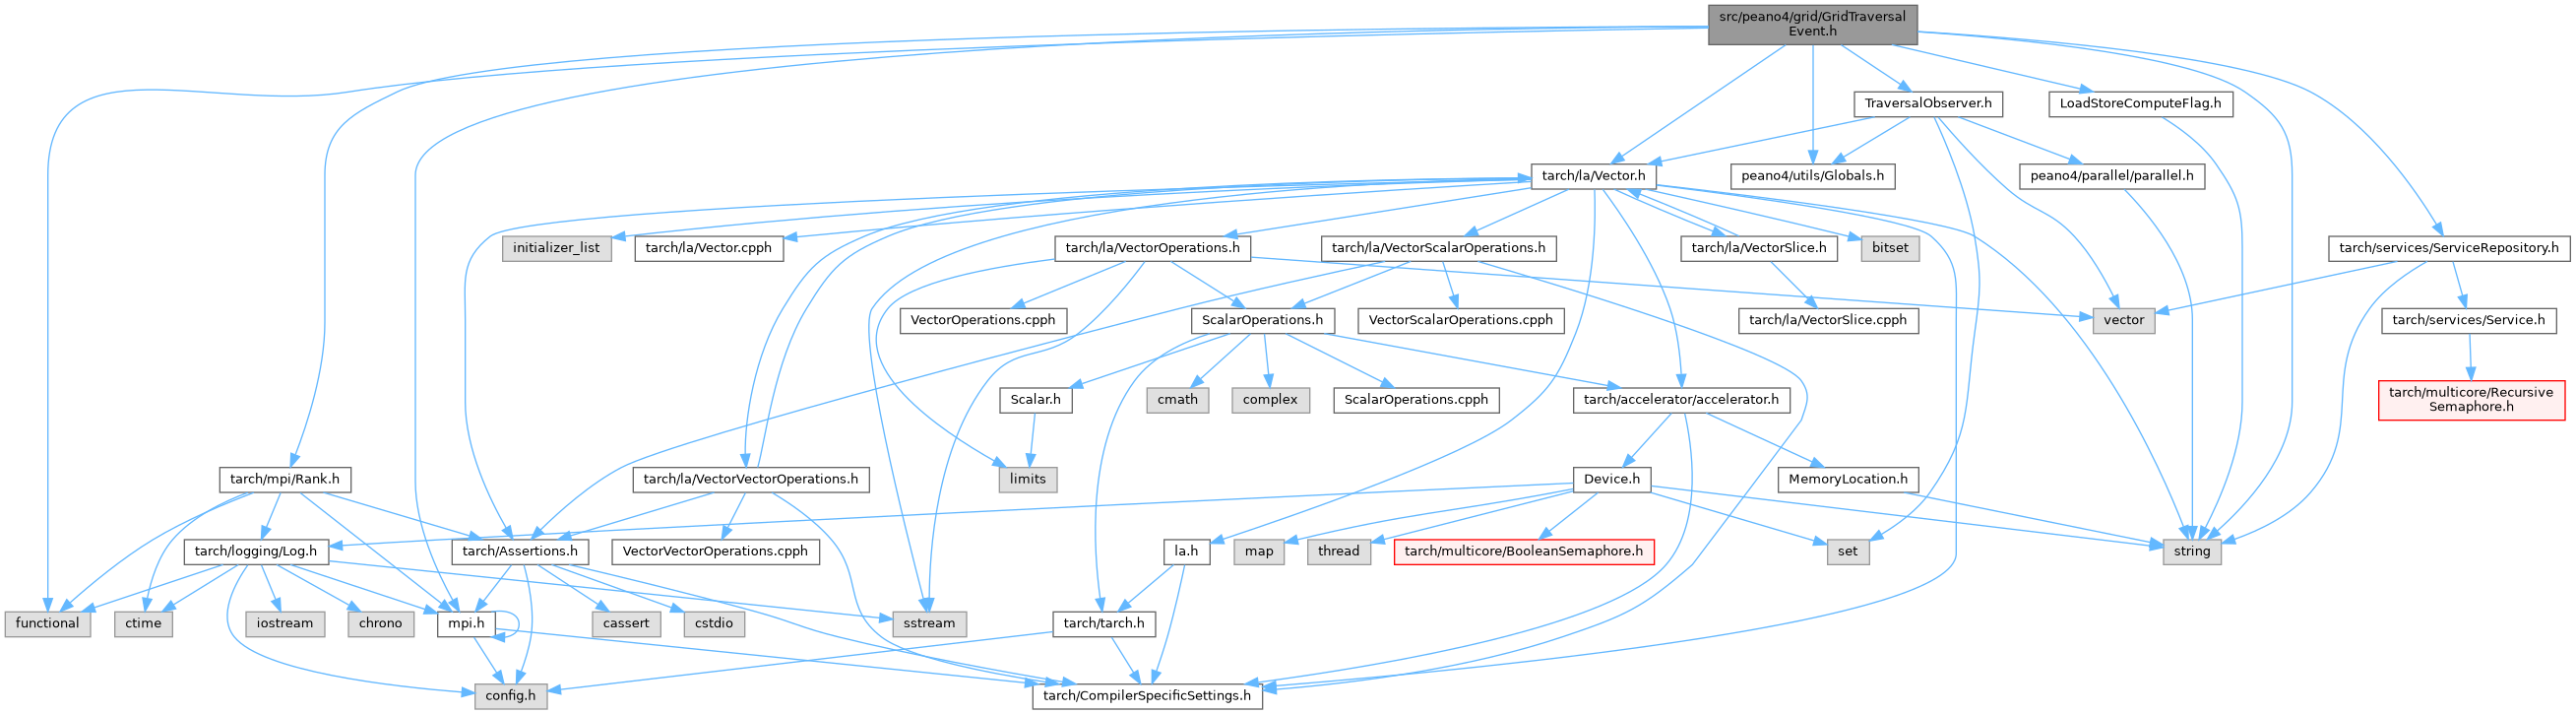 src/peano4/grid/GridTraversal
Event.h
TraversalObserver.h
LoadStoreComputeFlag.h
tarch/la/Vector.h
peano4/utils/Globals.h
peano4/parallel/parallel.h
initializer_list
tarch/la/Vector.cpph
tarch/la/VectorOperations.h
tarch/la/VectorScalarOperations.h
tarch/la/VectorSlice.h
bitset
tarch/services/ServiceRepository.h
VectorOperations.cpph
ScalarOperations.h
VectorScalarOperations.cpph
tarch/la/VectorSlice.cpph
vector
tarch/services/Service.h
Scalar.h
cmath
complex
ScalarOperations.cpph
tarch/accelerator/accelerator.h
tarch/multicore/Recursive
Semaphore.h
tarch/mpi/Rank.h
tarch/la/VectorVectorOperations.h
limits
Device.h
MemoryLocation.h
tarch/logging/Log.h
tarch/Assertions.h
VectorVectorOperations.cpph
la.h
map
thread
tarch/multicore/BooleanSemaphore.h
set
string
functional
ctime
iostream
chrono
mpi.h
cassert
cstdio
sstream
tarch/tarch.h
config.h
tarch/CompilerSpecificSettings.h